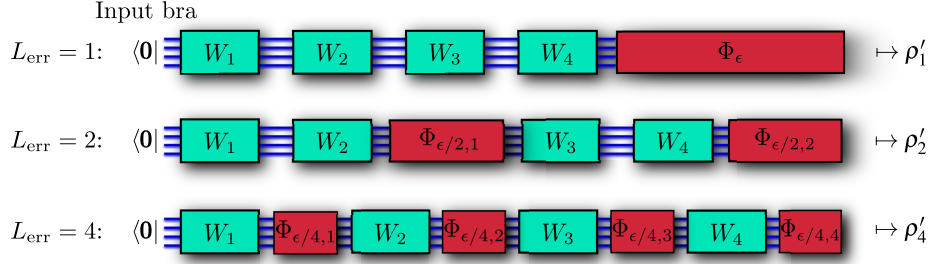 Input bra
L_err = 1: ⟨0| W_1 W_2 W_3 W_4 Φ_ϵ ↦ ρ′_1
L_err = 2: ⟨0| W_1 W_2 Φ_{ϵ/2,1} W_3 W_4 Φ_{ϵ/2,2} ↦ ρ′_2
L_err = 4: ⟨0| W_1 Φ_{ϵ/4,1} W_2 Φ_{ϵ/4,2} W_3 Φ_{ϵ/4,3} W_4 Φ_{ϵ/4,4} ↦ ρ′_4